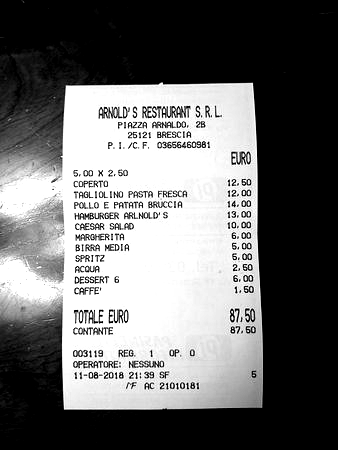 ARNOLD'S RESTAURANT S.R.L.
PIAZZA ARNALDO, 2B
25121 BRESCIA
P.I./C.F. 03656460981
EURO
5,00 X 2,50
COPERTO 12,50
TAGLIOLINO PASTA FRESCA 12,00
POLLO E PATATA BRUCCIA 14,00
HAMBURGER ARLNOLD'S 13,00
CAESAR SALAD 10,00
MARGHERITA 6,00
BIRRA MEDIA 5,00
SPRITZ 5,00
ACQUA 2,50
DESSERT 6 6,00
CAFFE' 1,50
TOTALE EURO 87,50
CONTANTE 87,50
003119 REG. 1 OP. 0
OPERATORE: NESSUNO
11-08-2018 21:39 SF 5
/F AC 21010181